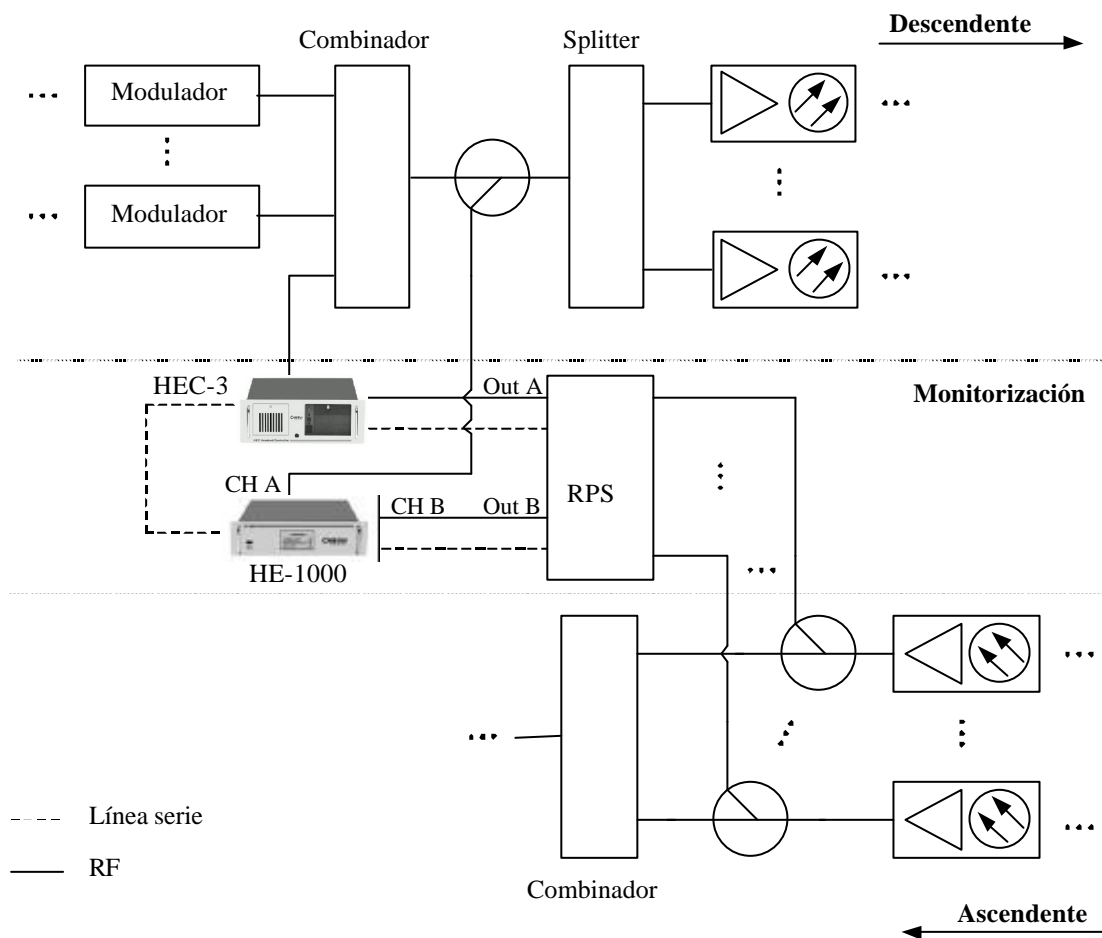 Descendente
Combinador
Splitter
Modulador
Modulador
HEC-3
Out A
Monitorización
CH A
CH B
Out B
RPS
HE-1000
Línea serie
RF
Combinador
Ascendente